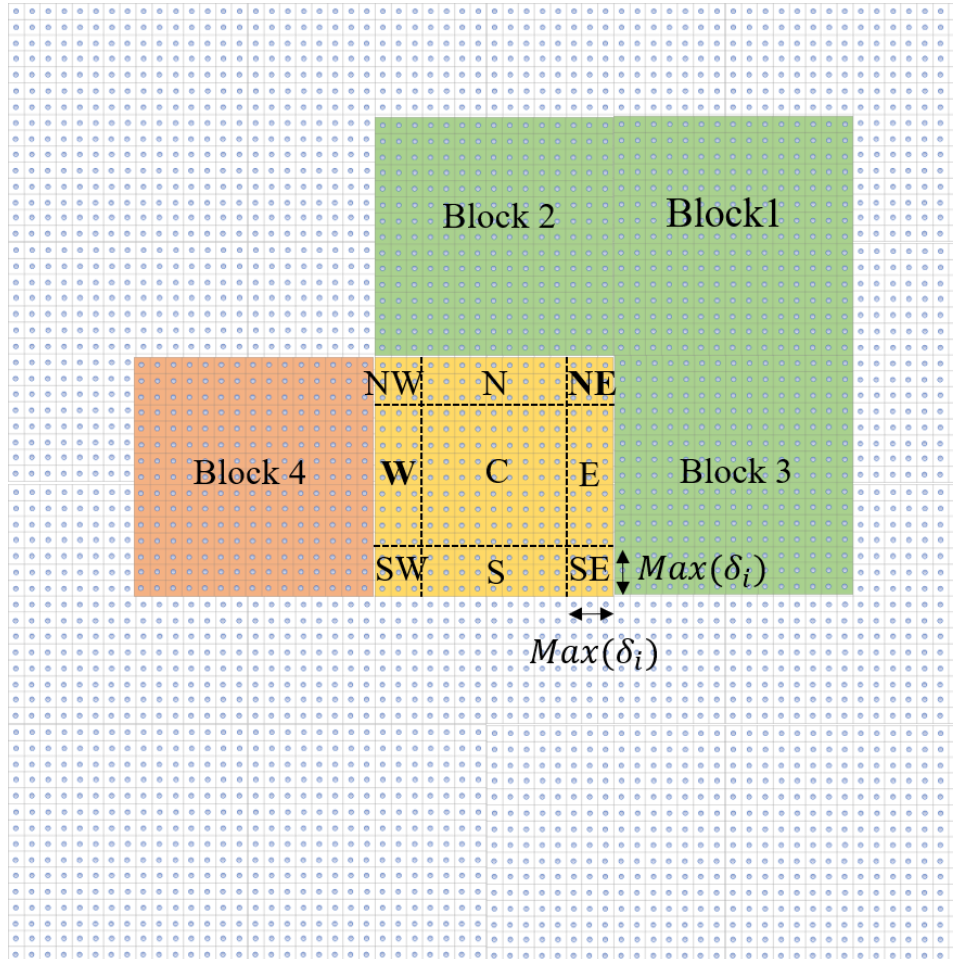 Block 2
Block1
NW
N
NE
Block 4
W
C
E
Block 3
SW
S
SE
Max(δᵢ)
Max(δᵢ)